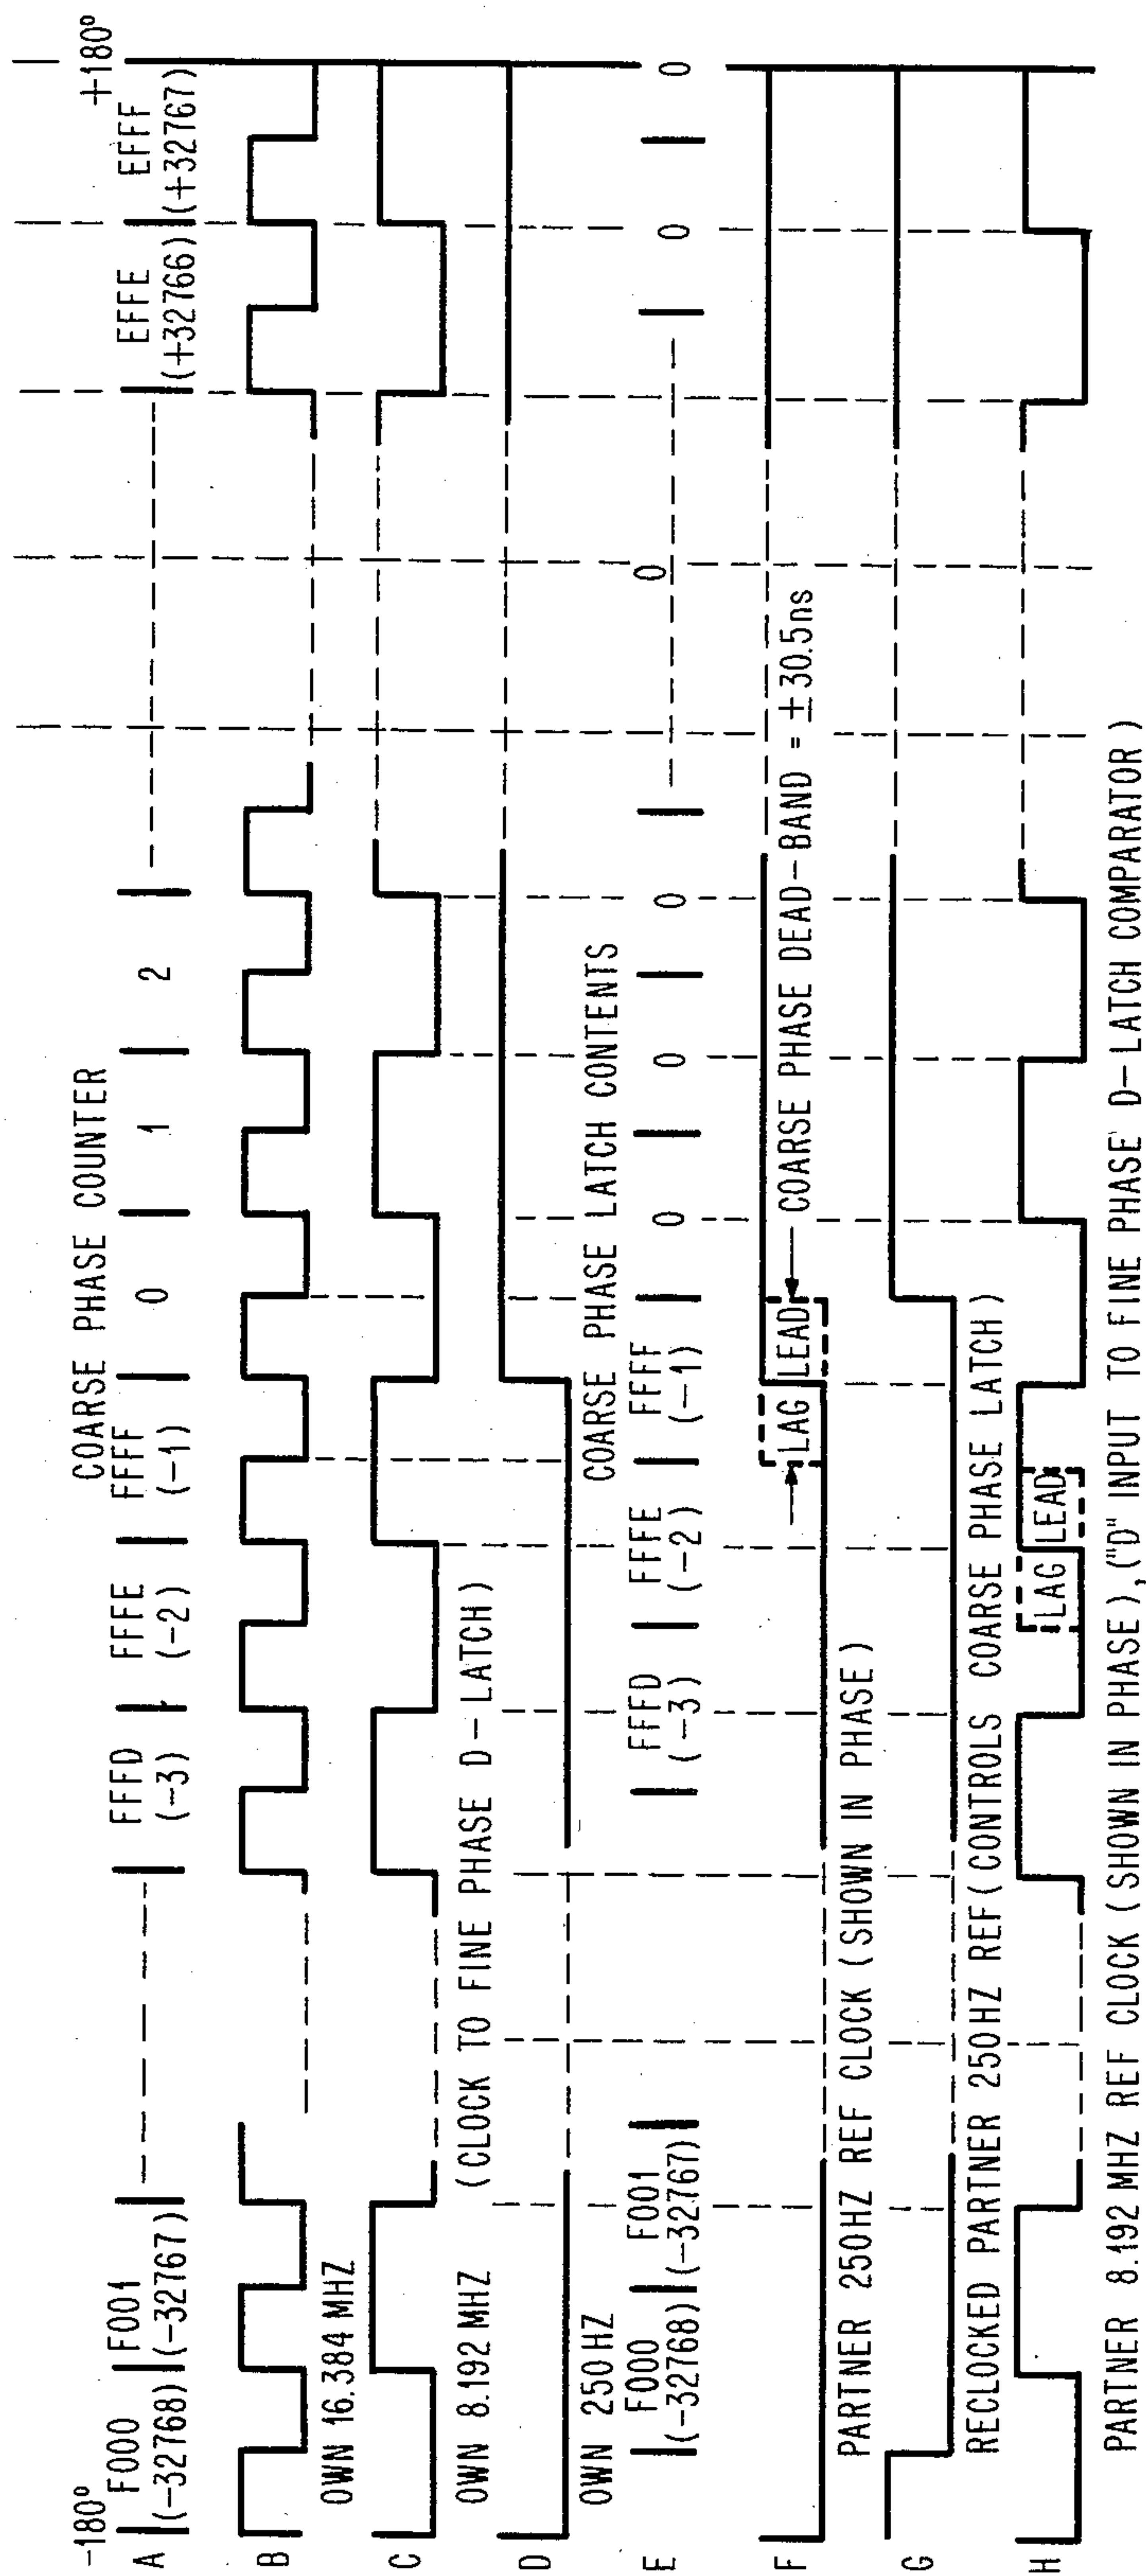 -180° +180°
COARSE PHASE COUNTER
A F000 F001 FFFD FFFE FFFF 0 1 2 EFFE EFFF
(-32768) (-32767) (-3) (-2) (-1) (+32766) (+32767)
B
OWN 16.384 MHZ
C
OWN 8.192 MHZ (CLOCK TO FINE PHASE D-LATCH)
D
OWN 250 HZ COARSE PHASE LATCH CONTENTS
E F000 F001 FFFD FFFE FFFF 0 0 0 0 0 0 0
(-32768) (-32767) (-3) (-2) (-1)
F LAG LEAD COARSE PHASE DEAD-BAND = ±30.5ns
PARTNER 250HZ REF CLOCK (SHOWN IN PHASE)
G
RECLOCKED PARTNER 250HZ REF (CONTROLS COARSE PHASE LATCH)
H LAG LEAD
PARTNER 8.192 MHZ REF CLOCK (SHOWN IN PHASE), ("D" INPUT TO FINE PHASE D-LATCH COMPARATOR)